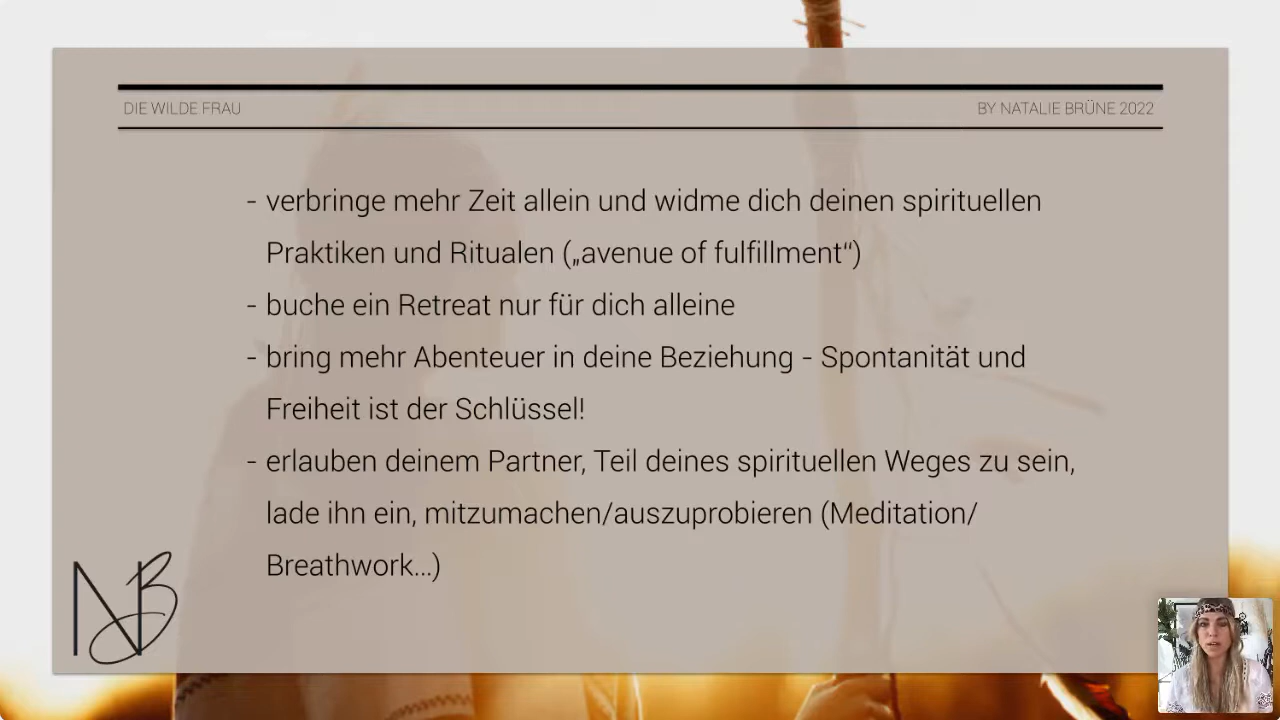 DIE WILDE FRAU
BY NATALIE BRÜNE 2022
- verbringe mehr Zeit allein und widme dich deinen spirituellen
Praktiken und Ritualen („avenue of fulfillment“)
- buche ein Retreat nur für dich alleine
- bring mehr Abenteuer in deine Beziehung - Spontanität und
Freiheit ist der Schlüssel!
- erlauben deinem Partner, Teil deines spirituellen Weges zu sein,
lade ihn ein, mitzumachen/auszuprobieren (Meditation/
Breathwork...)
NB